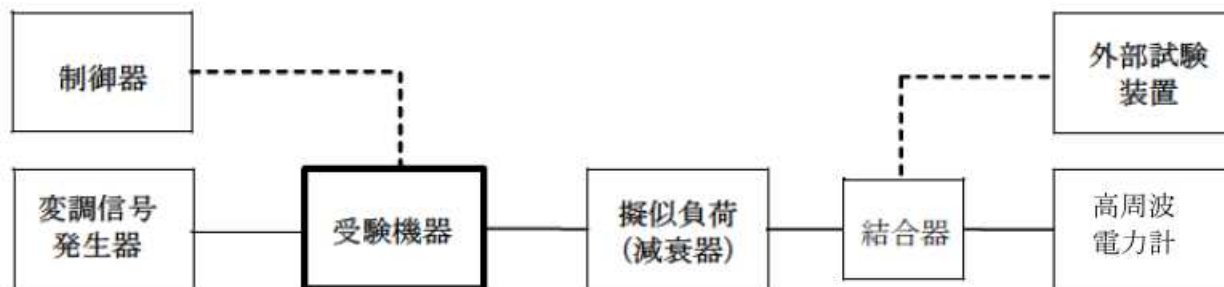 制御器
外部試験
装置
変調信号
発生器
受験機器
擬似負荷
(減衰器)
結合器
高周波
電力計